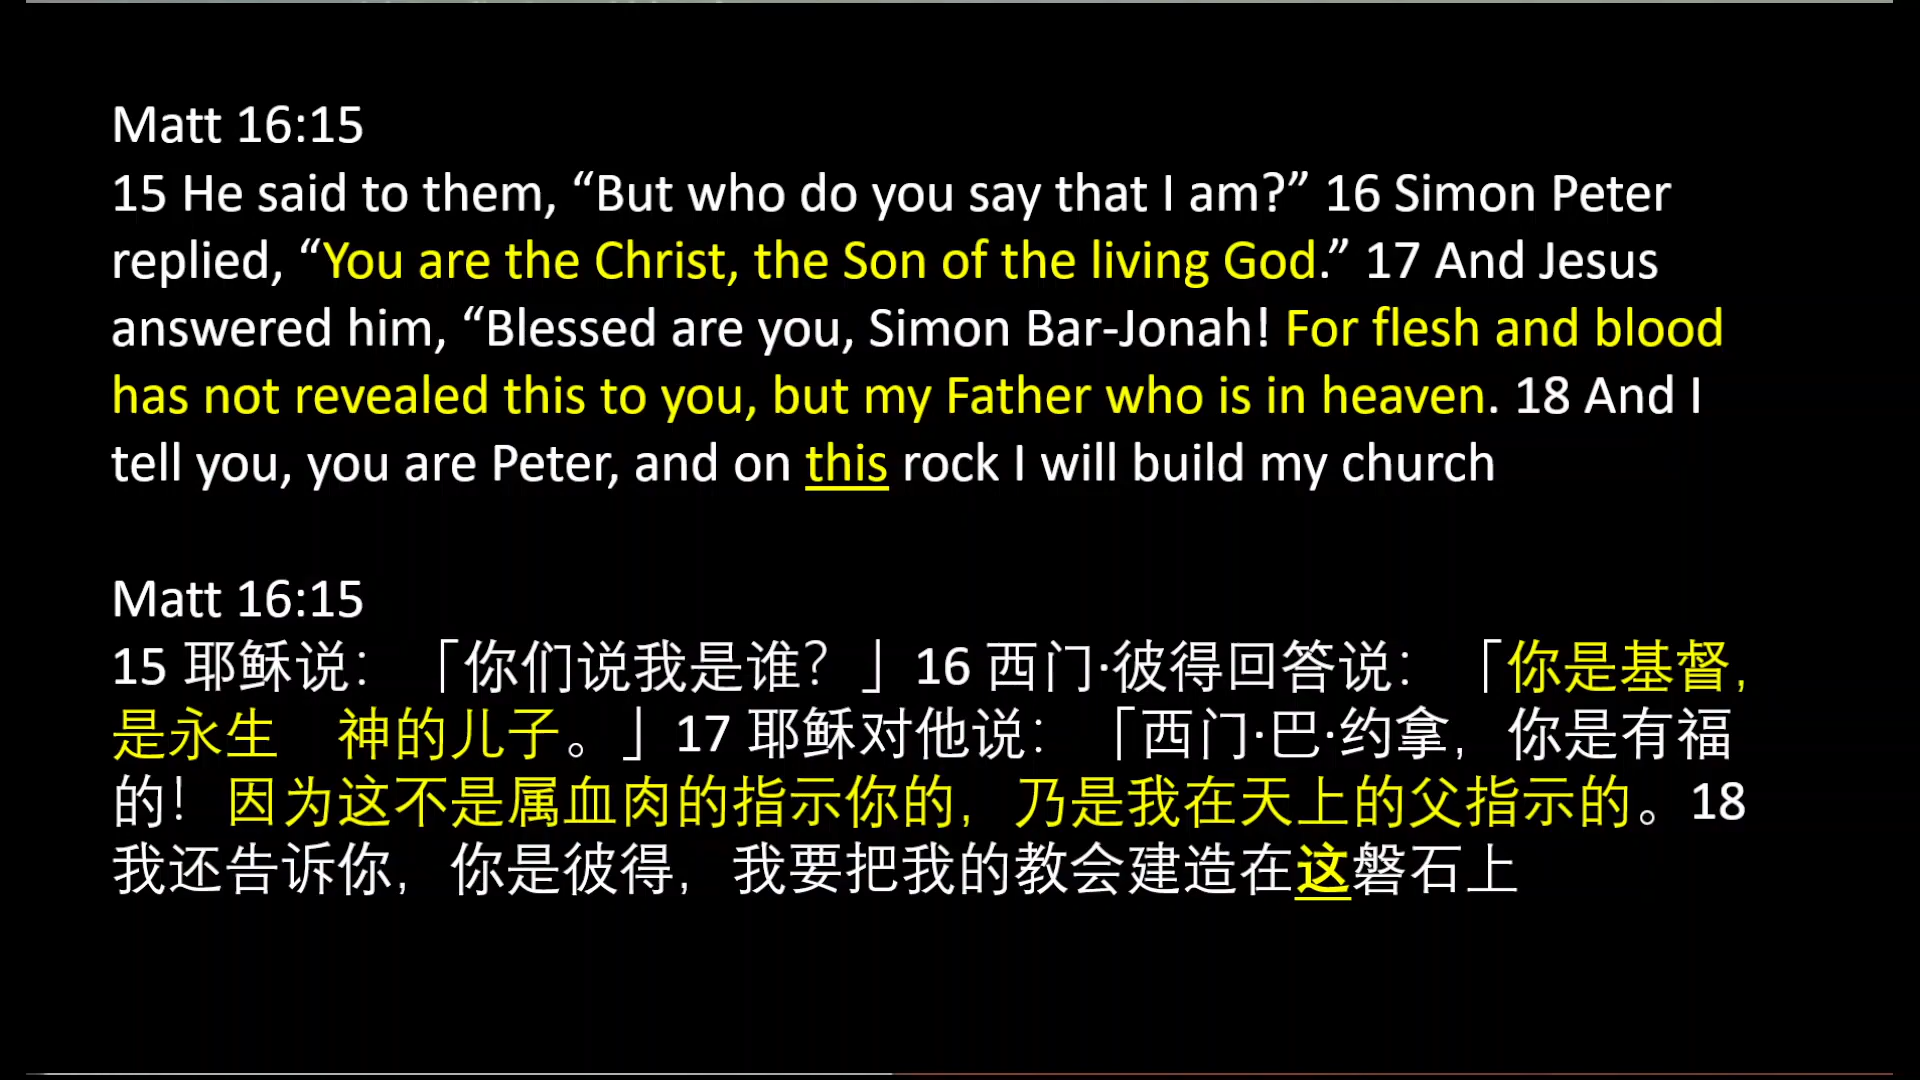 Matt 16:15
15 He said to them, “But who do you say that I am?” 16 Simon Peter
replied, “You are the Christ, the Son of the living God.” 17 And Jesus
answered him, “Blessed are you, Simon Bar-Jonah! For flesh and blood
has not revealed this to you, but my Father who is in heaven. 18 And I
tell you, you are Peter, and on this rock I will build my church
Matt 16:15
15 耶稣说：「你们说我是谁？」16 西门·彼得回答说：「你是基督，
是永生　神的儿子。」17 耶稣对他说：「西门·巴·约拿，你是有福
的！因为这不是属血肉的指示你的，乃是我在天上的父指示的。18
我还告诉你，你是彼得，我要把我的教会建造在这磐石上